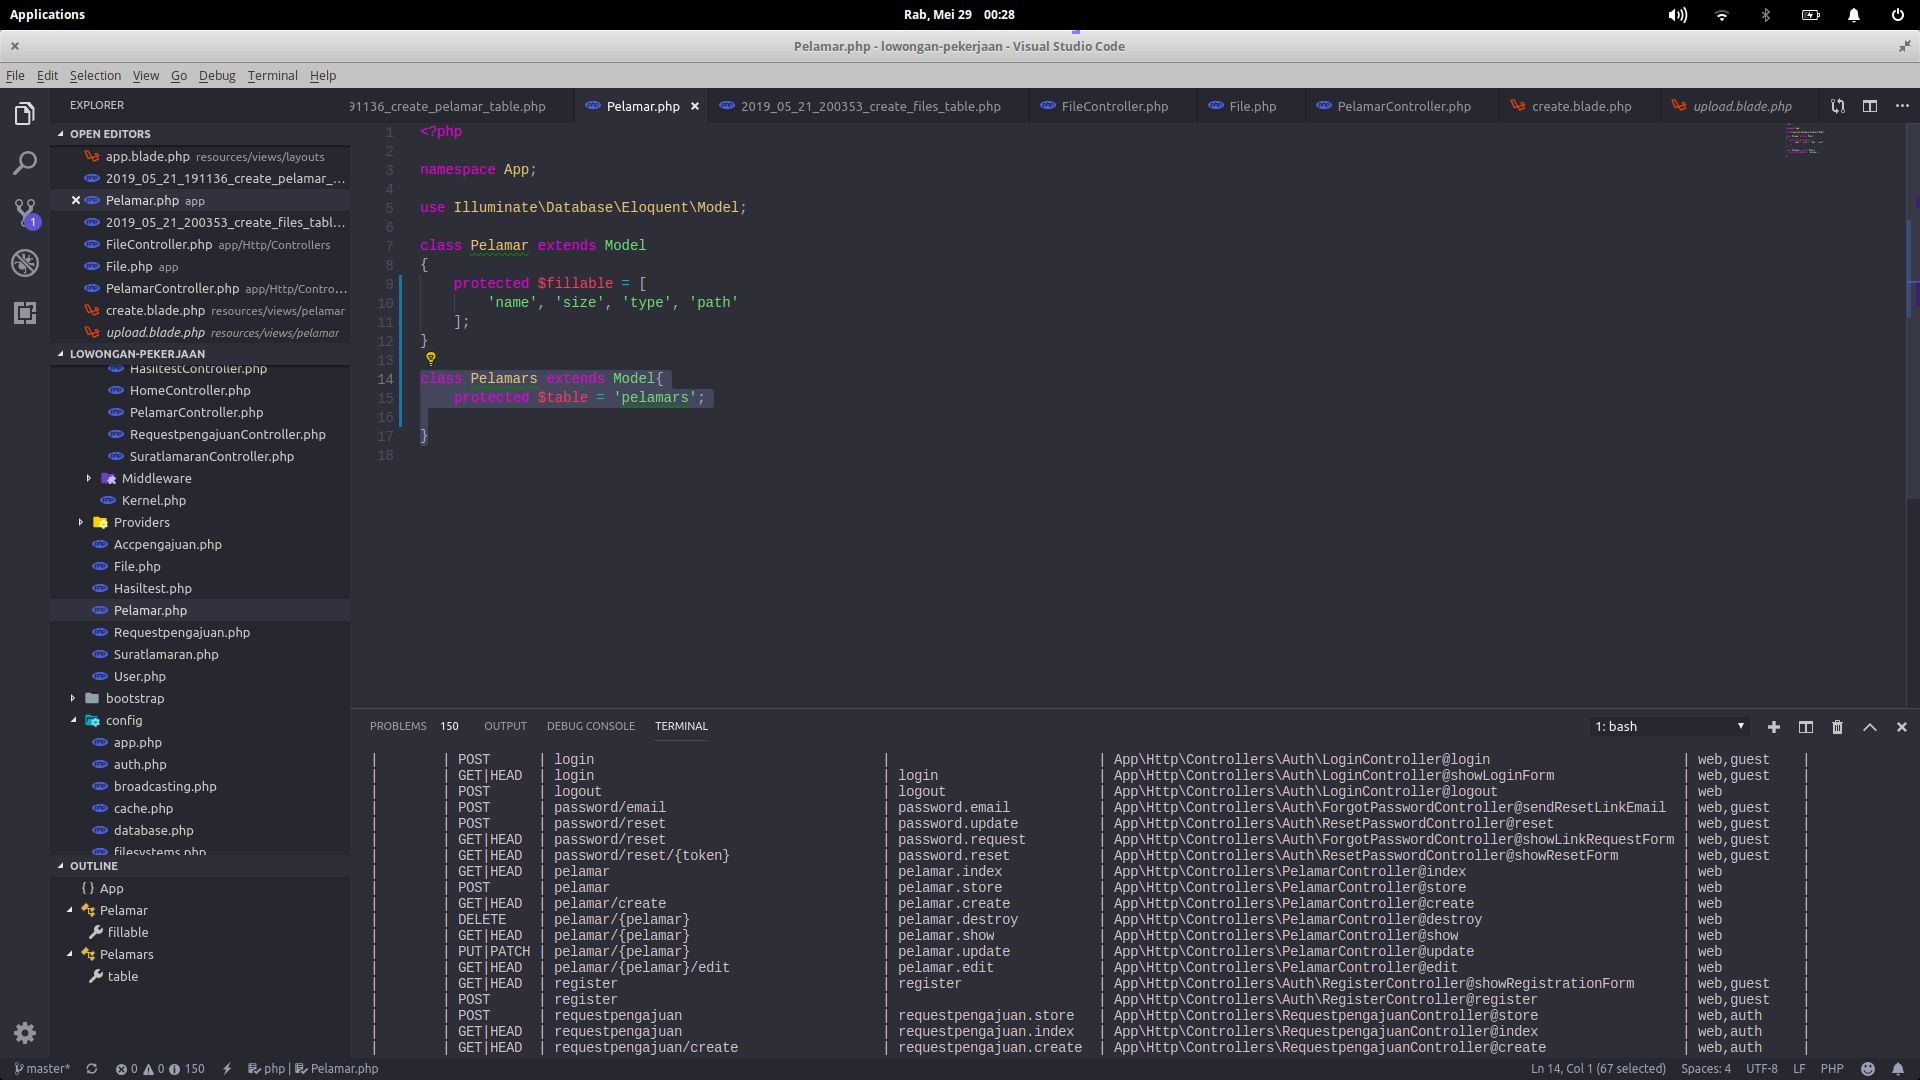 Applications
Rab, Mei 29 00:28
Pelamar.php - lowongan-pekerjaan - Visual Studio Code
File Edit Selection View Go Debug Terminal Help
EXPLORER
OPEN EDITORS
app.blade.php resources/views/layouts
2019_05_21_191136_create_pelamar_...
Pelamar.php app
2019_05_21_200353_create_files_tabl...
FileController.php app/Http/Controllers
File.php app
PelamarController.php app/Http/Contro...
create.blade.php resources/views/pelamar
upload.blade.php resources/views/pelamar
LOWONGAN-PEKERJAAN
HasiltestController.php
HomeController.php
PelamarController.php
RequestpengajuanController.php
SuratlamaranController.php
Middleware
Kernel.php
Providers
Accpengajuan.php
File.php
Hasiltest.php
Pelamar.php
Requestpengajuan.php
Suratlamaran.php
User.php
bootstrap
config
app.php
auth.php
broadcasting.php
cache.php
database.php
filesystems.php
OUTLINE
{} App
Pelamar
fillable
Pelamars
table
1
91136_create_pelamar_table.php Pelamar.php 2019_05_21_200353_create_files_table.php FileController.php File.php PelamarController.php create.blade.php upload.blade.php
1 <?php
2
3 namespace App;
4
5 use Illuminate\Database\Eloquent\Model;
6
7 class Pelamar extends Model
8 {
9 protected $fillable = [
10 'name', 'size', 'type', 'path'
11 ];
12 }
13
14 class Pelamars extends Model{
15 protected $table = 'pelamars';
16
17 }
18
PROBLEMS 150 OUTPUT DEBUG CONSOLE TERMINAL 1: bash
| | POST | login | | App\Http\Controllers\Auth\LoginController@login | web,guest |
| | GET|HEAD | login | login | App\Http\Controllers\Auth\LoginController@showLoginForm | web,guest |
| | POST | logout | logout | App\Http\Controllers\Auth\LoginController@logout | web |
| | POST | password/email | password.email | App\Http\Controllers\Auth\ForgotPasswordController@sendResetLinkEmail | web,guest |
| | POST | password/reset | password.update | App\Http\Controllers\Auth\ResetPasswordController@reset | web,guest |
| | GET|HEAD | password/reset | password.request | App\Http\Controllers\Auth\ForgotPasswordController@showLinkRequestForm | web,guest |
| | GET|HEAD | password/reset/{token} | password.reset | App\Http\Controllers\Auth\ResetPasswordController@showResetForm | web,guest |
| | GET|HEAD | pelamar | pelamar.index | App\Http\Controllers\PelamarController@index | web |
| | POST | pelamar | pelamar.store | App\Http\Controllers\PelamarController@store | web |
| | GET|HEAD | pelamar/create | pelamar.create | App\Http\Controllers\PelamarController@create | web |
| | DELETE | pelamar/{pelamar} | pelamar.destroy | App\Http\Controllers\PelamarController@destroy | web |
| | GET|HEAD | pelamar/{pelamar} | pelamar.show | App\Http\Controllers\PelamarController@show | web |
| | PUT|PATCH | pelamar/{pelamar} | pelamar.update | App\Http\Controllers\PelamarController@update | web |
| | GET|HEAD | pelamar/{pelamar}/edit | pelamar.edit | App\Http\Controllers\PelamarController@edit | web |
| | GET|HEAD | register | register | App\Http\Controllers\Auth\RegisterController@showRegistrationForm | web,guest |
| | POST | register | | App\Http\Controllers\Auth\RegisterController@register | web,guest |
| | POST | requestpengajuan | requestpengajuan.store | App\Http\Controllers\RequestpengajuanController@store | web,auth |
| | GET|HEAD | requestpengajuan | requestpengajuan.index | App\Http\Controllers\RequestpengajuanController@index | web,auth |
| | GET|HEAD | requestpengajuan/create | requestpengajuan.create | App\Http\Controllers\RequestpengajuanController@create | web,auth |
master* 0 0 150 php | Pelamar.php Ln 14, Col 1 (67 selected) Spaces: 4 UTF-8 LF PHP